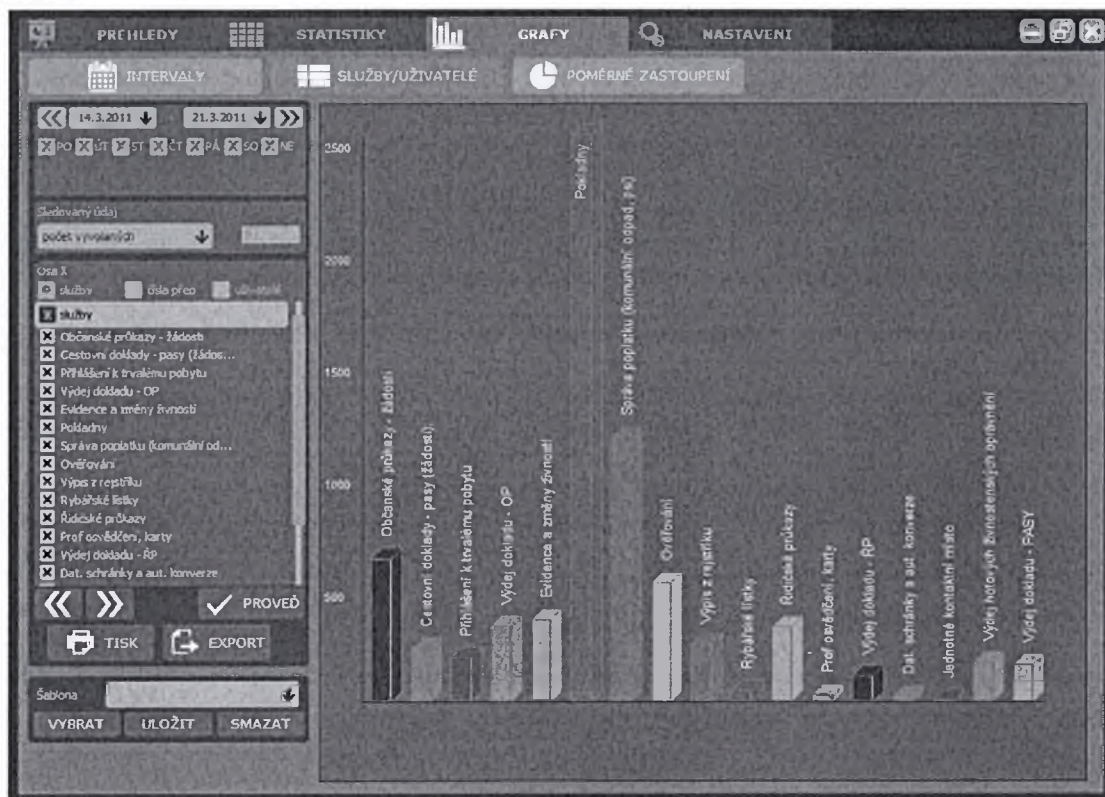 PŘEHLEDY
STATISTIKY
GRAFY
NASTAVENÍ
INTERVALY
SLUŽBY/UŽIVATELÉ
POMĚRNÉ ZASTOUPENÍ
14.3.2011
21.3.2011
PO ÚT ST ČT PÁ SO NE
Sledovaný údaj
počet vyvolaných
Osa X
služby
služby
Občanské průkazy - žádosti
Cestovní doklady - pasy (žádos...
Přihlášení k trvalému pobytu
Výdej dokladu - OP
Evidence a změny živností
Pokladny
Správa poplatku (komunální od...
Ověřování
Výpis z rejstříku
Rybářské lístky
Řidičské průkazy
Prof osvědčení, karty
Výdej dokladu - ŘP
Dat. schránky a aut. konverze
PROVEĎ
TISK
EXPORT
Šablona
VYBRAT
ULOŽIT
SMAZAT
2500
2000
1500
1000
500
Občanské průkazy - žádosti
Cestovní doklady - pasy (žádosti)
Přihlášení k trvalému pobytu
Výdej dokladu - OP
Evidence a změny živností
Pokladny
Správa poplatku (komunální odpad, psi)
Ověřování
Výpis z rejstříku
Rybářské lístky
Řidičské průkazy
Prof osvědčení, karty
Výdej dokladu - ŘP
Dat. schránky a aut. konverze
Jednotné kontaktní místo
Výdej hotových živnostenských oprávnění
Výdej dokladu - PASY